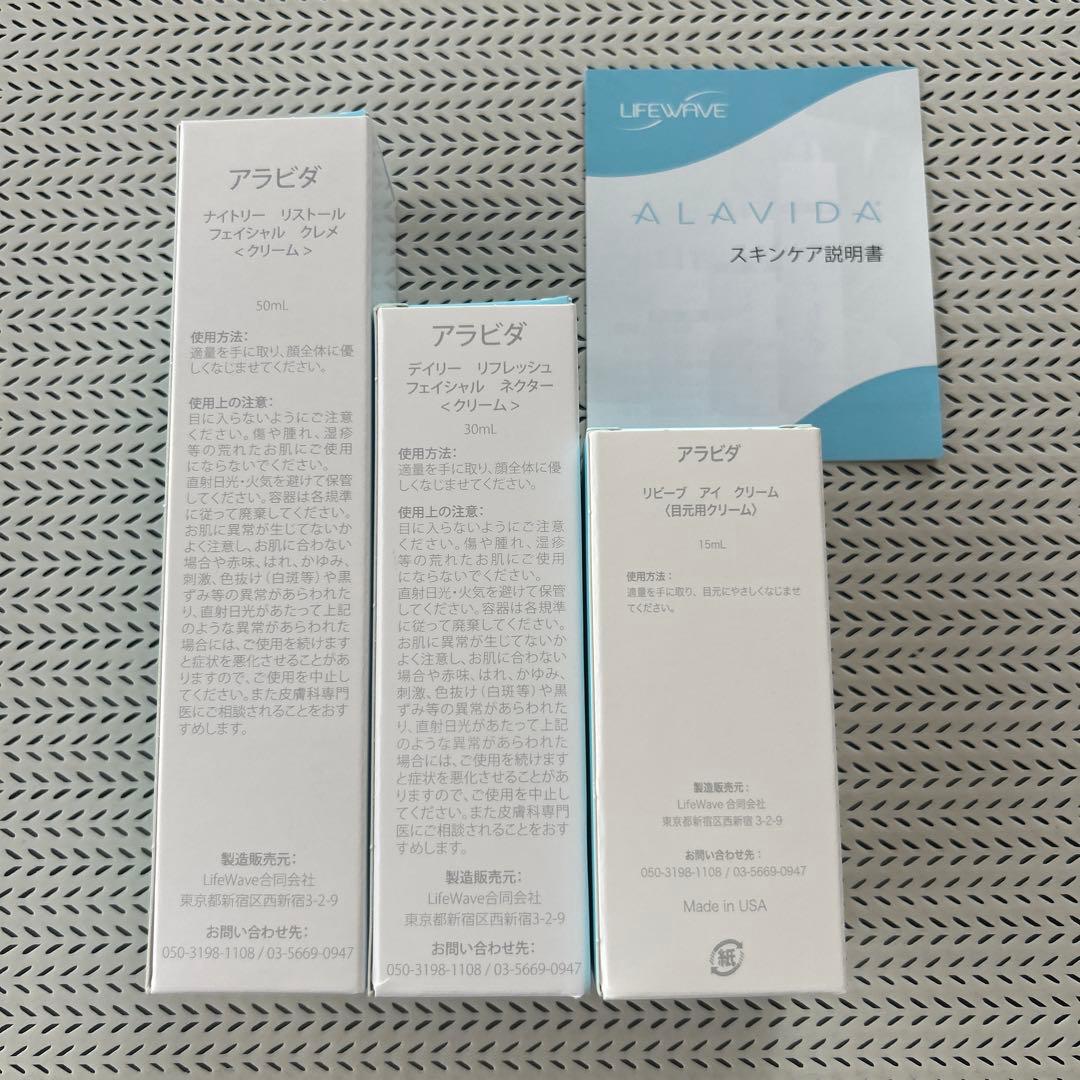 アラビダ
ナイトリー リストール
フェイシャル クレメ
<クリーム>
50mL
使用方法:
適量を手に取り、顔全体に優
しくなじませてください。
使用上の注意:
目に入らないようにご注意
ください。傷や腫れ、湿疹
等の荒れたお肌にご使用
にならないでください。
直射日光・火気を避けて保管
してください。容器は各規準
に従って廃棄してください。
お肌に異常が生じてないか
よく注意し、お肌に合わない
場合や赤味、はれ、かゆみ、
刺激、色抜け(白斑等)や黒
ずみ等の異常があらわれた
り、直射日光があたって上記
のような異常があらわれた
場合には、ご使用を続けます
と症状を悪化させることがあ
りますので、ご使用を中止し
てください。また皮膚科専門
医にご相談されることをおす
すめします。
製造販売元:
LifeWave合同会社
東京都新宿区西新宿3-2-9
お問い合わせ先:
050-3198-1108 / 03-5669-0947
アラビダ
デイリー リフレッシュ
フェイシャル ネクター
<クリーム>
30mL
使用方法:
適量を手に取り、顔全体に優
しくなじませてください。
使用上の注意:
目に入らないようにご注意
ください。傷や腫れ、湿疹
等の荒れたお肌にご使用
にならないでください。
直射日光・火気を避けて保管
してください。容器は各規準
に従って廃棄してください。
お肌に異常が生じてないか
よく注意し、お肌に合わない
場合や赤味、はれ、かゆみ、
刺激、色抜け(白斑等)や黒
ずみ等の異常があらわれた
り、直射日光があたって上記
のような異常があらわれた
場合には、ご使用を続けます
と症状を悪化させることがあ
りますので、ご使用を中止し
てください。また皮膚科専門
医にご相談されることをおす
すめします。
製造販売元:
LifeWave合同会社
東京都新宿区西新宿3-2-9
お問い合わせ先:
050-3198-1108 / 03-5669-0947
LIFEWAVE
ALAVIDA®
スキンケア説明書
アラビダ
リビーブ アイ クリーム
〈目元用クリーム〉
15mL
使用方法:
適量を手に取り、目元にやさしくなじませ
てください。
製造販売元:
LifeWave 合同会社
東京都新宿区西新宿 3-2-9
お問い合わせ先:
050-3198-1108 / 03-5669-0947
Made in USA
紙